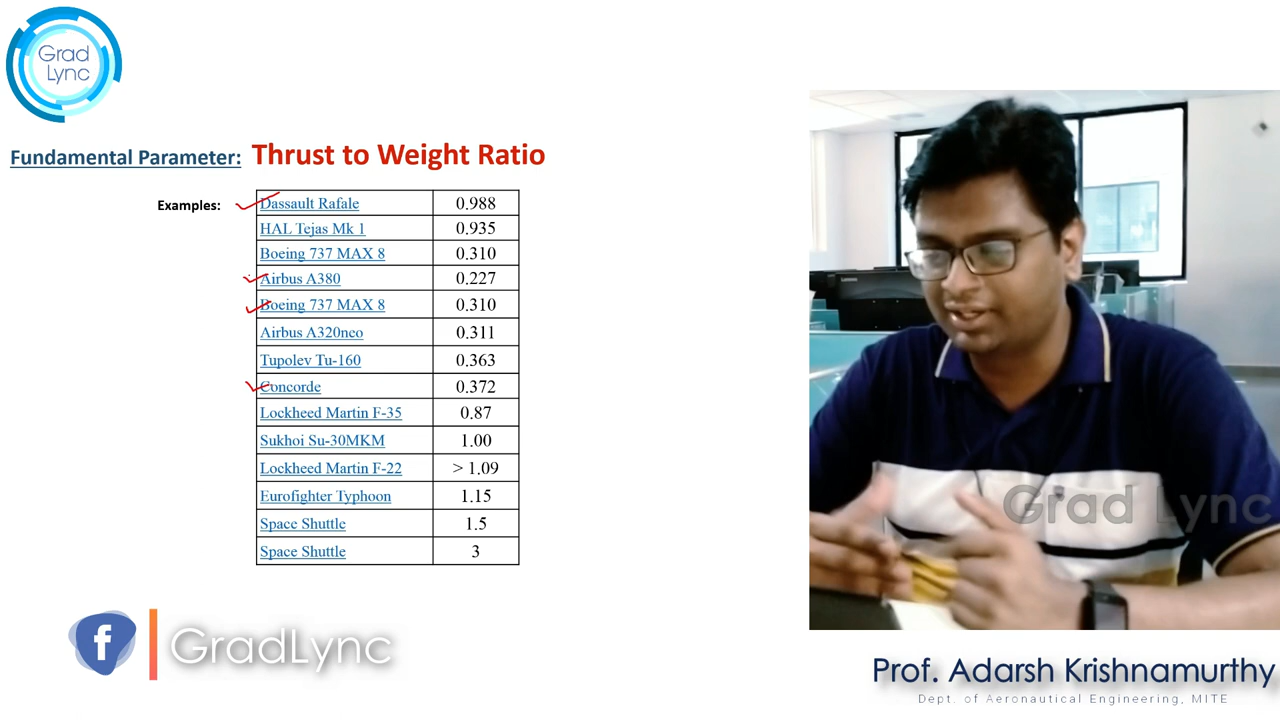 Grad
Lync
Fundamental Parameter: Thrust to Weight Ratio
Examples:
Dassault Rafale 0.988
HAL Tejas Mk 1 0.935
Boeing 737 MAX 8 0.310
Airbus A380 0.227
Boeing 737 MAX 8 0.310
Airbus A320neo 0.311
Tupolev Tu-160 0.363
Concorde 0.372
Lockheed Martin F-35 0.87
Sukhoi Su-30MKM 1.00
Lockheed Martin F-22 > 1.09
Eurofighter Typhoon 1.15
Space Shuttle 1.5
Space Shuttle 3
lenovo
Grad Lync
f GradLync
Prof. Adarsh Krishnamurthy
Dept. of Aeronautical Engineering, MITE